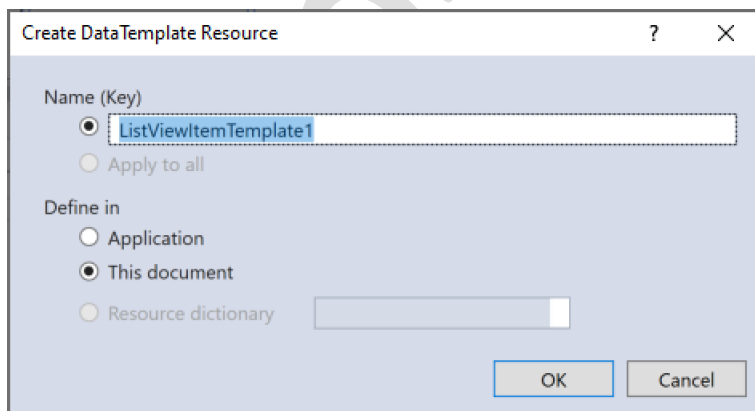 Create DataTemplate Resource ? ×
Name (Key)
ListViewItemTemplate1
Apply to all
Define in
Application
This document
Resource dictionary
OK Cancel